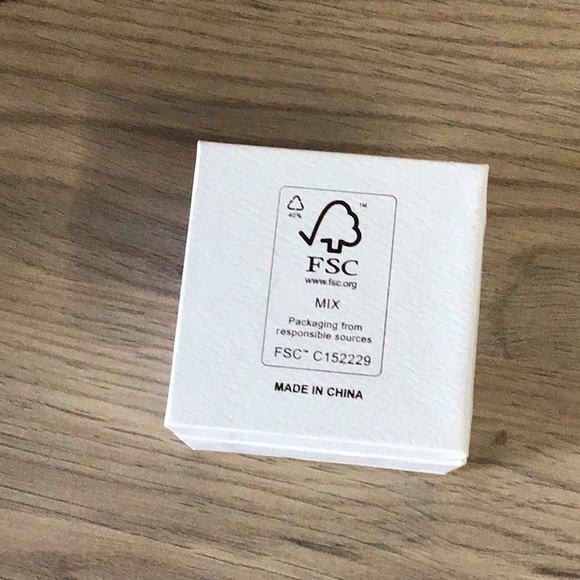 40%
™
FSC
www.fsc.org
MIX
Packaging from
responsible sources
FSC™ C152229
MADE IN CHINA